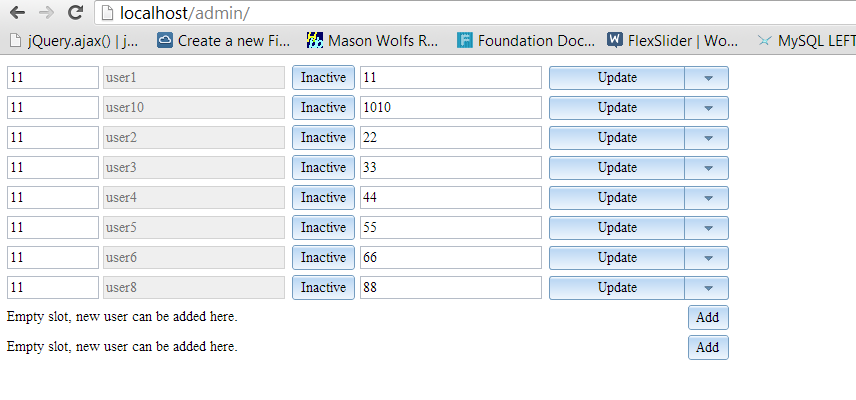 localhost/admin/
jQuery.ajax() | j... Create a new Fi... Mason Wolfs R... Foundation Doc... FlexSlider | Wo... MySQL LEFT
11 user1 Inactive 11 Update
11 user10 Inactive 1010 Update
11 user2 Inactive 22 Update
11 user3 Inactive 33 Update
11 user4 Inactive 44 Update
11 user5 Inactive 55 Update
11 user6 Inactive 66 Update
11 user8 Inactive 88 Update
Empty slot, new user can be added here. Add
Empty slot, new user can be added here. Add